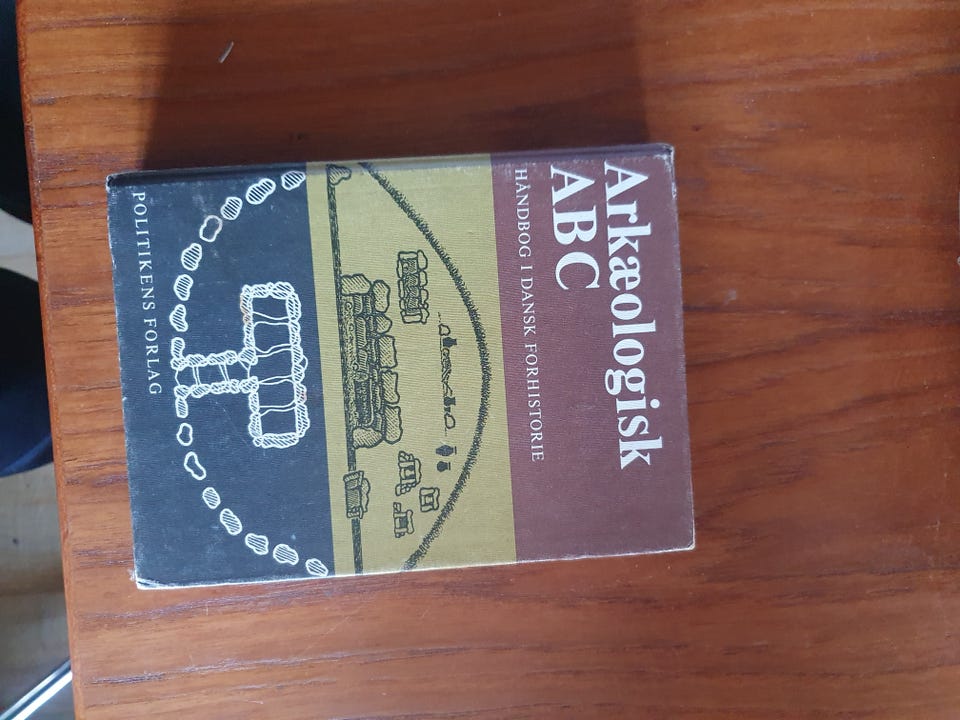 Arkæologisk
ABC
HÅNDBOG I DANSK FORHISTORIE
POLITIKENS FORLAG